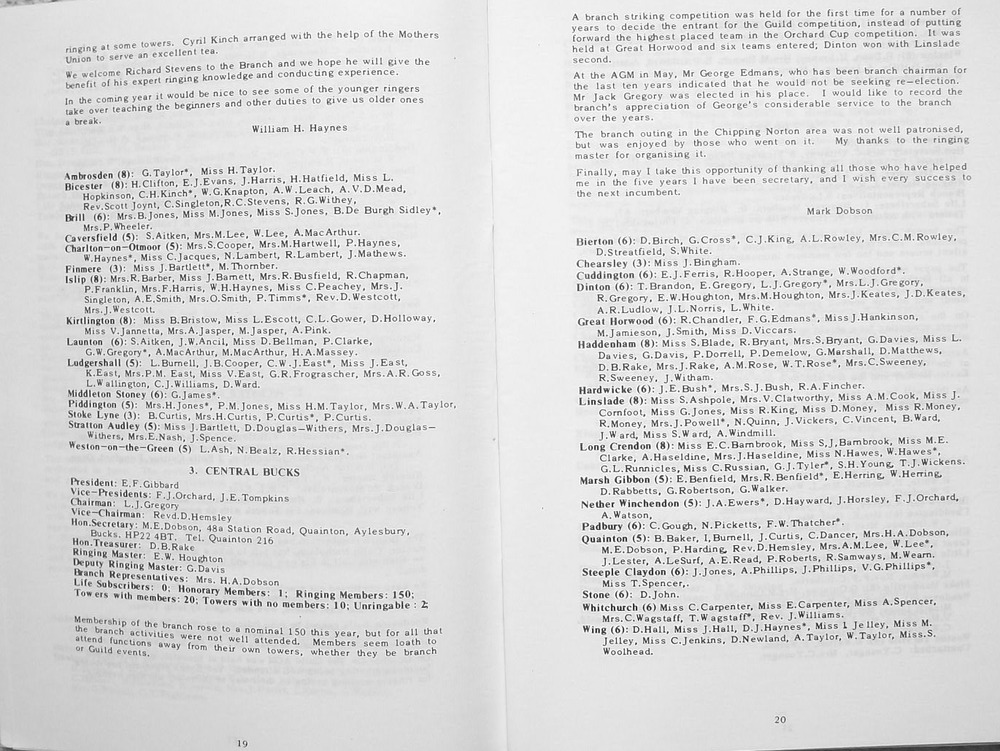 ringing at some towers. Cyril Kinch arranged with the help of the Mothers
Union to serve an excellent tea.
We welcome Richard Stevens to the Branch and we hope he will give the
benefit of his expert ringing knowledge and conducting experience.
In the coming year it would be nice to see some of the younger ringers
take over teaching the beginners and other duties to give us older ones
a break.
William H. Haynes
Ambrosden (8): G.Taylor*, Miss H.Taylor.
Bicester (8): H.Clifton, E.J.Evans, J.Harris, H.Hatfield, Miss L.
Hopkinson, C.H.Kinch*, W.G.Knapton, A.W.Leach, A.V.D.Mead,
Rev.Scott Joynt, C.Singleton,R.C.Stevens, R.G.Withey,
Brill (6): Mrs.B.Jones, Miss M.Jones, Miss S.Jones, B.De Burgh Sidley*,
Mrs.P.Wheeler.
Caversfield (5): S.Aitken, Mrs.M.Lee, W.Lee, A.MacArthur.
Charlton-on-Otmoor (5): Mrs.S.Cooper, Mrs.M.Hartwell, P.Haynes,
W.Haynes*, Miss C.Jacques, N.Lambert, R.Lambert, J.Mathews.
Finmere (3): Miss J.Bartlett*, M.Thornber.
Islip (8): Mrs.R.Barber, Miss J.Barnett, Mrs.R.Busfield, R.Chapman,
P.Franklin, Mrs.F.Harris, W.H.Haynes, Miss C.Peachey, Mrs.J.
Singleton, A.E.Smith, Mrs.O.Smith, P.Timms*, Rev.D.Westcott,
Mrs.J.Westcott.
Kirtlington (8): Miss B.Bristow, Miss L.Escott, C.L.Gower, D.Holloway,
Miss V.Jannetta, Mrs.A.Jasper, M.Jasper, A.Pink.
Launton (6): S.Aitken, J.W.Ancil, Miss D.Bellman, P.Clarke,
G.W.Gregory*, A.MacArthur, M.MacArthur, H.A.Massey.
Ludgershall (5): L.Burnell, J.B.Cooper, C.W.J.East*, Miss J.East,
K.East, Mrs.P.M. East, Miss V.East, G.R.Frograscher, Mrs.A.R.Goss,
L.Wallington, C.J.Williams, D.Ward.
Middleton Stoney (6): G.James*.
Piddington (5): Mrs.H.Jones*, P.M.Jones, Miss H.M.Taylor, Mrs.W.A.Taylor,
Stoke Lyne (3): B.Curtis, Mrs.H.Curtis, P.Curtis*, P.Curtis.
Stratton Audley (5): Miss J.Bartlett, D.Douglas-Withers, Mrs.J.Douglas-
Withers, Mrs.E.Nash, J.Spence.
Weston-on-the-Green (5) L.Ash, N.Bealz, R.Hessian*.
3. CENTRAL BUCKS
President: E.F.Gibbard
Vice-Presidents: F.J.Orchard, J.E.Tompkins
Chairman: L.J.Gregory
Vice-Chairman: Revd.D.Hemsley
Hon.Secretary: M.E.Dobson, 48a Station Road, Quainton, Aylesbury,
Bucks. HP22 4BT. Tel. Quainton 216
Hon.Treasurer: D.B.Rake
Ringing Master: E.W. Houghton
Deputy Ringing Master: G.Davis
Branch Representatives: Mrs. H.A.Dobson
Life Subscribers: 0; Honorary Members: 1; Ringing Members: 150;
Towers with members: 20; Towers with no members: 10; Unringable : 2;
Membership of the branch rose to a nominal 150 this year, but for all that
the branch activities were not well attended. Members seem loath to
attend functions away from their own towers, whether they be branch
or Guild events.
19
A branch striking competition was held for the first time for a number of
years to decide the entrant for the Guild competition, instead of putting
forward the highest placed team in the Orchard Cup competition. It was
held at Great Horwood and six teams entered; Dinton won with Linslade
second.
At the AGM in May, Mr George Edmans, who has been branch chairman for
the last ten years indicated that he would not be seeking re-election.
Mr Jack Gregory was elected in his place. I would like to record the
branch's appreciation of George's considerable service to the branch
over the years.
The branch outing in the Chipping Norton area was not well patronised,
but was enjoyed by those who went on it. My thanks to the ringing
master for organising it.
Finally, may I take this opportunity of thanking all those who have helped
me in the five years I have been secretary, and I wish every success to
the next incumbent.
Mark Dobson
Bierton (6): D.Birch, G.Cross*, C.J.King, A.L.Rowley, Mrs.C.M.Rowley,
D.Streatfield, S.White.
Chearsley (3): Miss J.Bingham.
Cuddington (6): E.J.Ferris, R.Hooper, A.Strange, W.Woodford*.
Dinton (6): T.Brandon, E.Gregory, L.J.Gregory*, Mrs.L.J.Gregory,
R.Gregory, E.W.Houghton, Mrs.M.Houghton, Mrs.J.Keates, J.D.Keates,
A.R.Ludlow, J.L.Norris, L.White.
Great Horwood (6): R.Chandler, F.G.Edmans*, Miss J.Hankinson,
M.Jamieson, J.Smith, Miss D.Viccars.
Haddenham (8): Miss S.Blade, R.Bryant, Mrs.S.Bryant, G.Davies, Miss L.
Davies, G.Davis, P.Dorrell, P.Demelow, G.Marshall, D.Matthews,
D.B.Rake, Mrs.J.Rake, A.M.Rose, W.T.Rose*, Mrs.C.Sweeney,
R.Sweeney, J.Witham.
Hardwicke (6): J.E.Bush*, Mrs.S.J.Bush, R.A.Fincher.
Linslade (8): Miss S.Ashpole, Mrs.V.Clatworthy, Miss A.M.Cook, Miss J.
Cornfoot, Miss G.Jones, Miss R.King, Miss D.Money, Miss R.Money,
R.Money, Mrs.J.Powell*, N.Quinn, J.Vickers, C.Vincent, B.Ward,
J.Ward, Miss S.Ward, A.Windmill.
Long Crendon (8): Miss E.C.Bambrook, Miss S,J,Bambrook, Miss M.E.
Clarke, A.Haseldine, Mrs.J.Haseldine, Miss N.Hawes, W.Hawes*,
G.L.Runnicles, Miss C.Russian, G.J.Tyler*, S.H.Young, T.J.Wickens.
Marsh Gibbon (5): E.Benfield, Mrs.R.Benfield*, E.Herring, W.Herring,
D.Rabbetts, G.Robertson, G.Walker.
Nether Winchendon (5): J.A.Ewers*, D.Hayward, J.Horsley, F.J.Orchard,
A.Watson,
Padbury (6): C.Gough, N.Picketts, F.W.Thatcher*.
Quainton (5): B.Baker, I,Burnell, J.Curtis, C.Dancer, Mrs.H.A.Dobson,
M.E.Dobson, P.Harding, Rev.D.Hemsley, Mrs.A.M.Lee, W.Lee*,
J.Lester, A.LeSurf, A.E.Read, P.Roberts, R.Samways, M.Wearn.
Steeple Claydon (6): J.Jones, A.Phillips, J.Phillips, V.G.Phillips*,
Miss T.Spencer,.
Stone (6): D.John.
Whitchurch (6) Miss C.Carpenter, Miss E.Carpenter, Miss A.Spencer,
Mrs.C.Wagstaff, T.Wagstaff*, Rev. J.Williams.
Wing (6): D.Hall, Miss J.Hall, D.J.Haynes*, Miss I Jelley, Miss M.
Jelley, Miss C.Jenkins, D.Newland, A.Taylor, W.Taylor, Miss.S.
Woolhead.
20